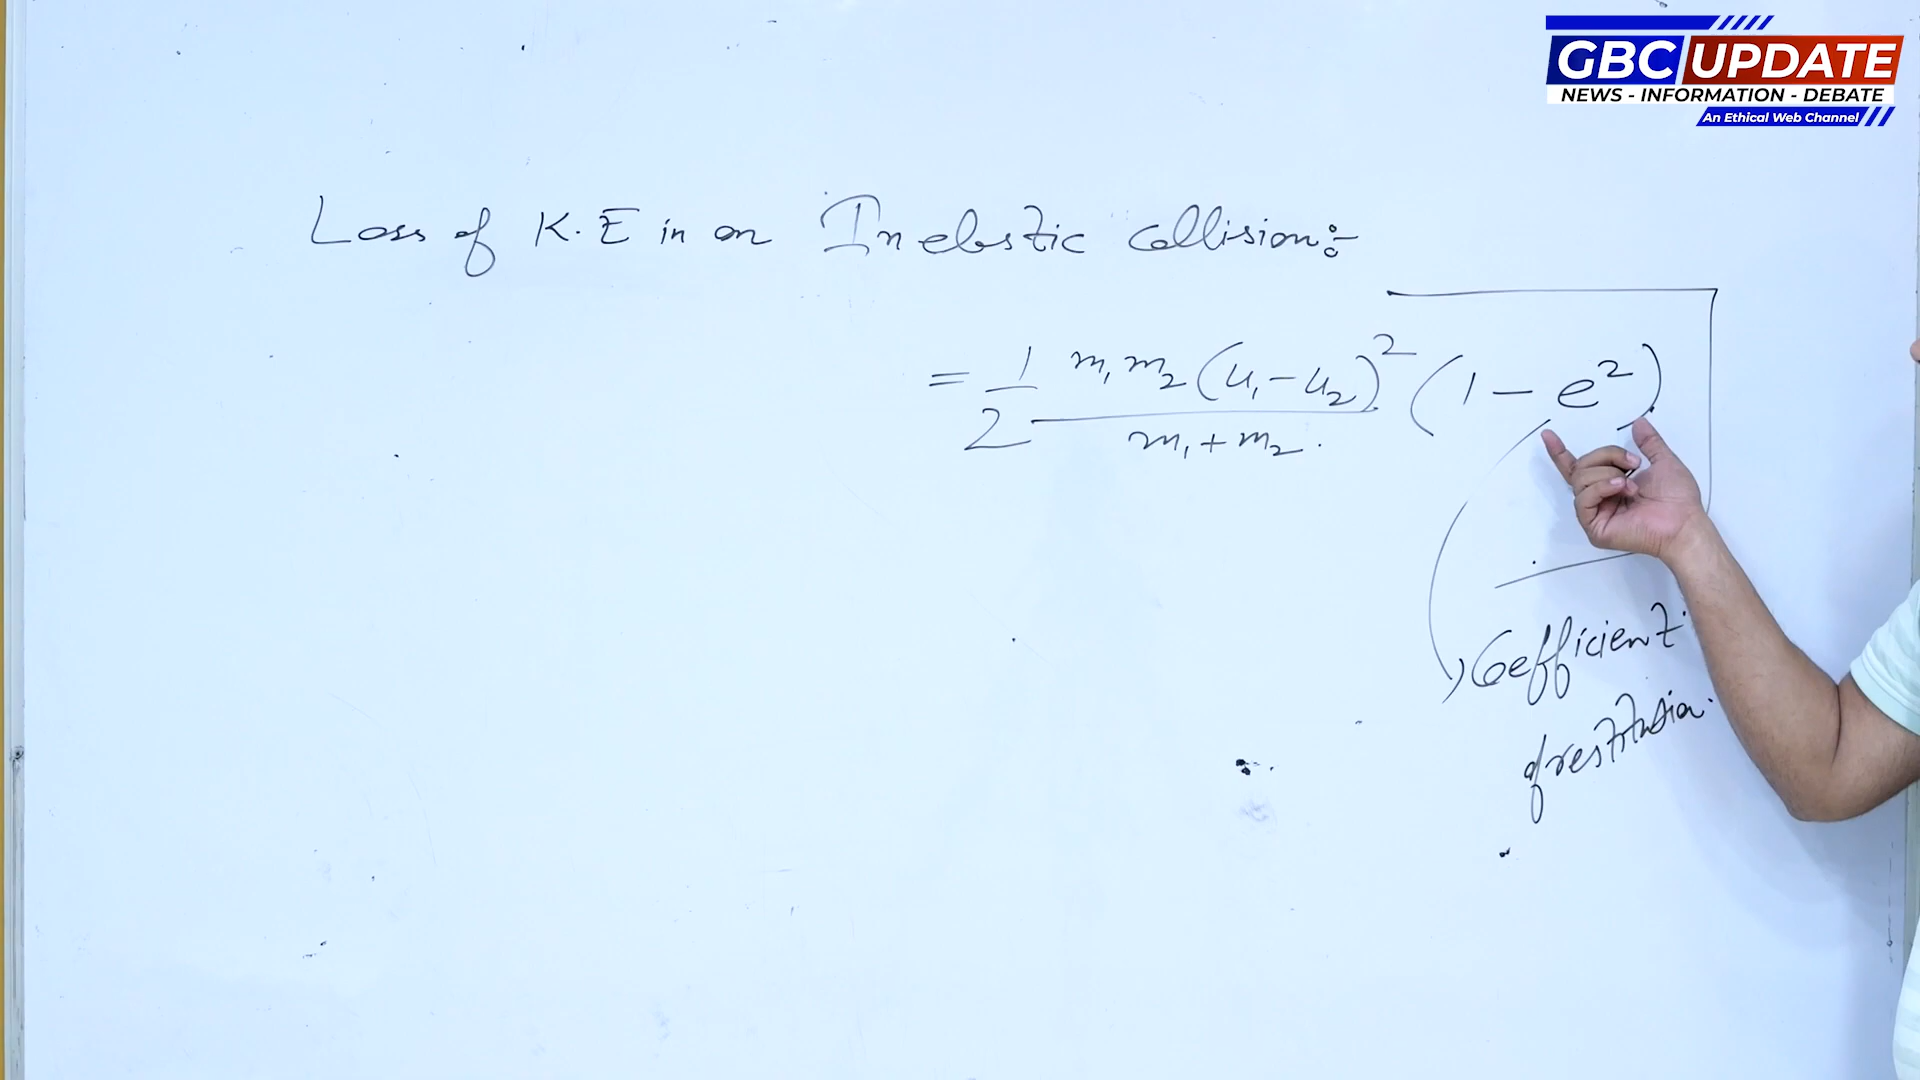 GBC UPDATE
NEWS - INFORMATION - DEBATE
An Ethical Web Channel
Loss of K.E in an Inelastic Collision:-
= 1/2 m₁m₂(u₁-u₂)²/(m₁+m₂) (1-e²)
Coefficient
of restitution.